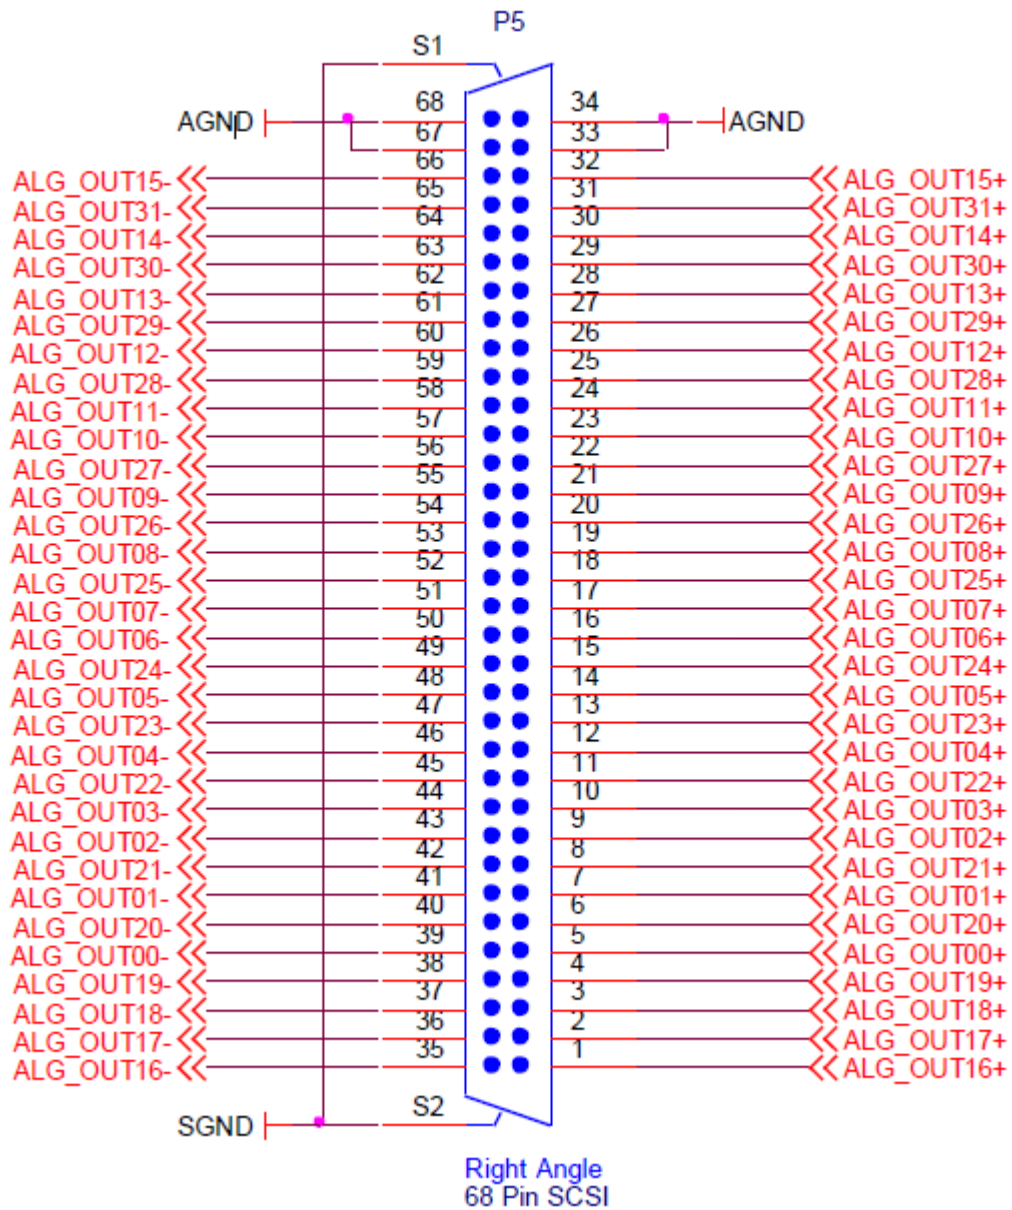 P5
S1
AGND 68 34 AGND
67 33
ALG_OUT15- 66 32 ALG_OUT15+
ALG_OUT31- 65 31 ALG_OUT31+
ALG_OUT14- 64 30 ALG_OUT14+
ALG_OUT30- 63 29 ALG_OUT30+
ALG_OUT13- 62 28 ALG_OUT13+
ALG_OUT29- 61 27 ALG_OUT29+
ALG_OUT12- 60 26 ALG_OUT12+
ALG_OUT28- 59 25 ALG_OUT28+
ALG_OUT11- 58 24 ALG_OUT11+
ALG_OUT10- 57 23 ALG_OUT10+
ALG_OUT27- 56 22 ALG_OUT27+
ALG_OUT09- 55 21 ALG_OUT09+
ALG_OUT26- 54 20 ALG_OUT26+
ALG_OUT08- 53 19 ALG_OUT08+
ALG_OUT25- 52 18 ALG_OUT25+
ALG_OUT07- 51 17 ALG_OUT07+
ALG_OUT06- 50 16 ALG_OUT06+
ALG_OUT24- 49 15 ALG_OUT24+
ALG_OUT05- 48 14 ALG_OUT05+
ALG_OUT23- 47 13 ALG_OUT23+
ALG_OUT04- 46 12 ALG_OUT04+
ALG_OUT22- 45 11 ALG_OUT22+
ALG_OUT03- 44 10 ALG_OUT03+
ALG_OUT02- 43 9 ALG_OUT02+
ALG_OUT21- 42 8 ALG_OUT21+
ALG_OUT01- 41 7 ALG_OUT01+
ALG_OUT20- 40 6 ALG_OUT20+
ALG_OUT00- 39 5 ALG_OUT00+
ALG_OUT19- 38 4 ALG_OUT19+
ALG_OUT18- 37 3 ALG_OUT18+
ALG_OUT17- 36 2 ALG_OUT17+
ALG_OUT16- 35 1 ALG_OUT16+
SGND S2
Right Angle
68 Pin SCSI